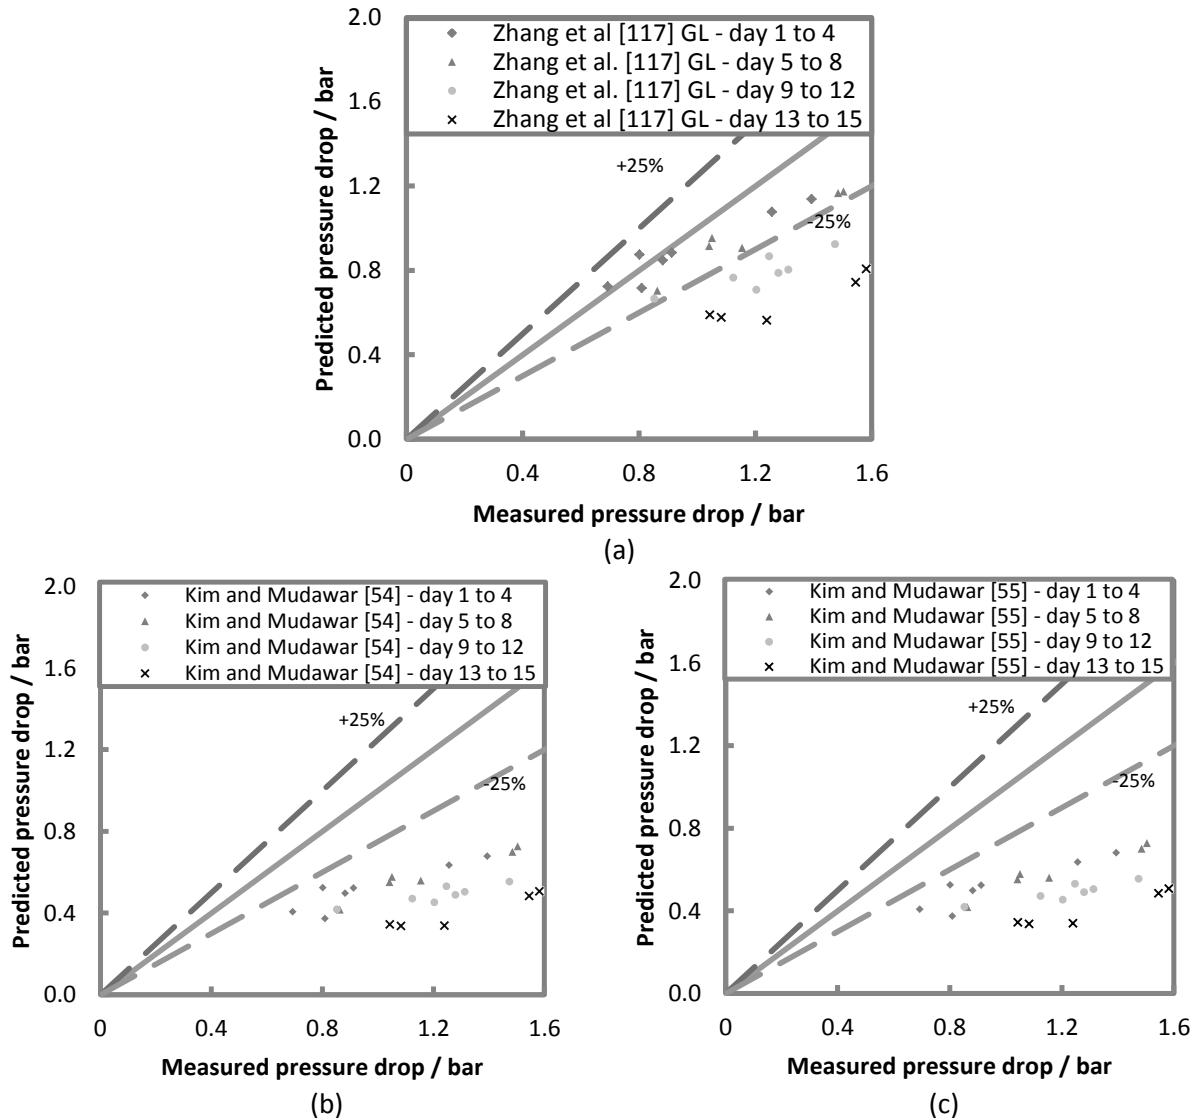 2.0
Zhang et al [117] GL - day 1 to 4
Zhang et al. [117] GL - day 5 to 8
Zhang et al. [117] GL - day 9 to 12
Zhang et al [117] GL - day 13 to 15
1.6
+25%
1.2
-25%
0.8
0.4
0.0
0 0.4 0.8 1.2 1.6
Predicted pressure drop / bar
Measured pressure drop / bar
(a)
2.0
Kim and Mudawar [54] - day 1 to 4
Kim and Mudawar [54] - day 5 to 8
Kim and Mudawar [54] - day 9 to 12
Kim and Mudawar [54] - day 13 to 15
1.6
+25%
1.2
-25%
0.8
0.4
0.0
0 0.4 0.8 1.2 1.6
Predicted pressure drop / bar
Measured pressure drop / bar
(b)
2.0
Kim and Mudawar [55] - day 1 to 4
Kim and Mudawar [55] - day 5 to 8
Kim and Mudawar [55] - day 9 to 12
Kim and Mudawar [55] - day 13 to 15
1.6
+25%
1.2
-25%
0.8
0.4
0.0
0 0.4 0.8 1.2 1.6
Predicted pressure drop / bar
Measured pressure drop / bar
(c)